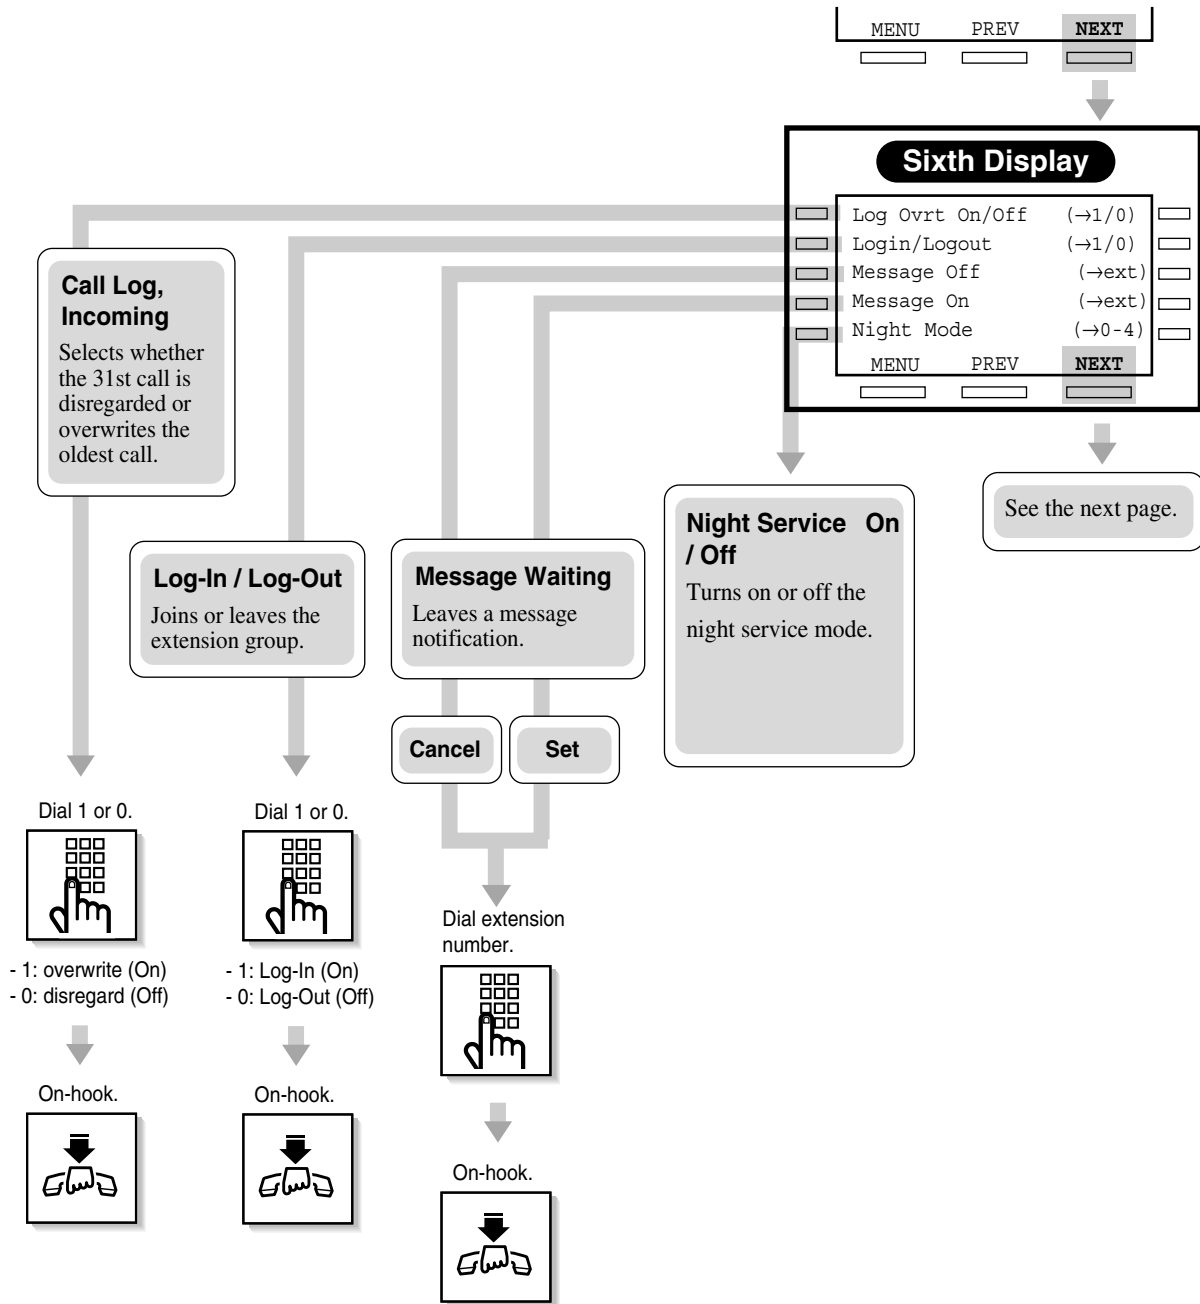 MENU PREV NEXT
Sixth Display
Log Ovrt On/Off (→1/0)
Login/Logout (→1/0)
Message Off (→ext)
Message On (→ext)
Night Mode (→0-4)
MENU PREV NEXT
Call Log,
Incoming
Selects whether
the 31st call is
disregarded or
overwrites the
oldest call.
Log-In / Log-Out
Joins or leaves the
extension group.
Message Waiting
Leaves a message
notification.
Night Service On
/ Off
Turns on or off the
night service mode.
See the next page.
Cancel
Set
Dial 1 or 0.
- 1: overwrite (On)
- 0: disregard (Off)
On-hook.
Dial 1 or 0.
- 1: Log-In (On)
- 0: Log-Out (Off)
On-hook.
Dial extension
number.
On-hook.